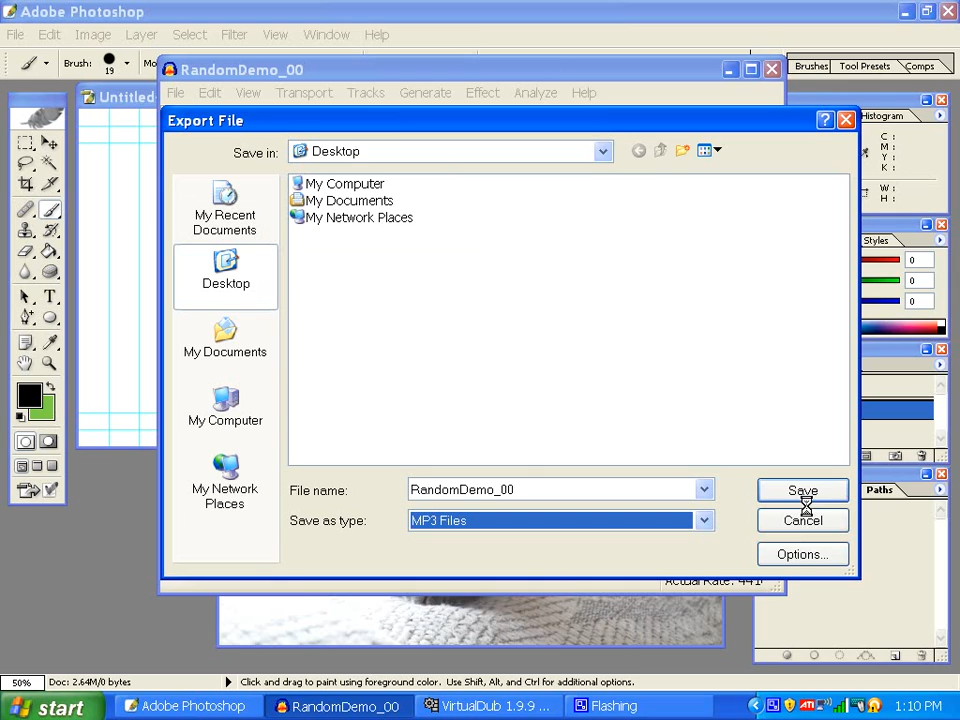 Adobe Photoshop
File Edit Image Layer Select Filter View Window Help
Brush: 19 Mo
Brushes Tool Presets Comps
RandomDemo_00
File Edit View Transport Tracks Generate Effect Analyze Help
Untitled
Histogram
Export File
C :
M :
Y :
K :
W :
H :
Save in: Desktop
My Computer
My Documents
My Network Places
My Recent
Documents
Desktop
My Documents
My Computer
My Network
Places
Styles
0
0
0
Paths
File name: RandomDemo_00 Save
Save as type: MP3 Files Cancel
Options...
Actual Rate: 441
50% Doc: 2.64M/0 bytes Click and drag to paint using foreground color. Use Shift, Alt, and Ctrl for additional options.
start Adobe Photoshop RandomDemo_00 VirtualDub 1.9.9 ... Flashing ATI 1:10 PM